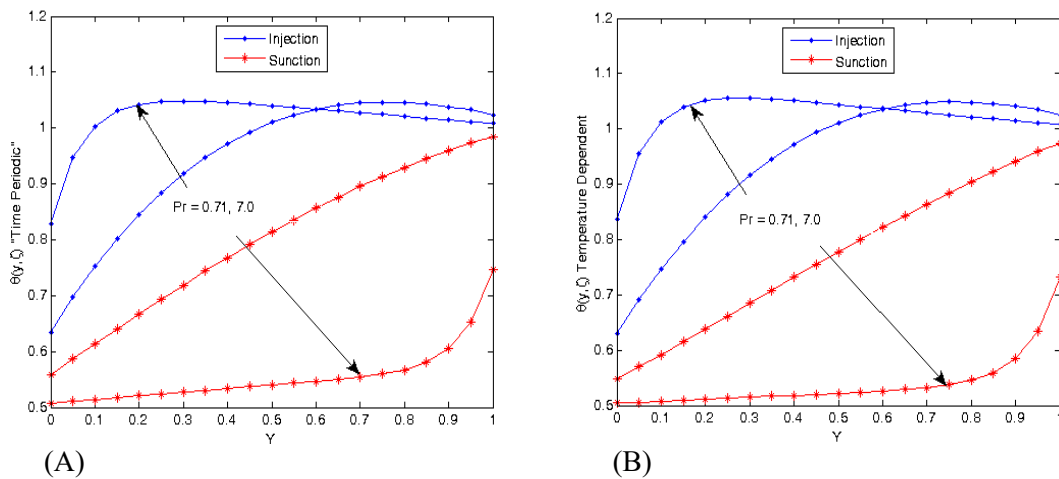 1.2
1.1
1
0.9
0.8
0.7
0.6
0.5
θ(y,ζ) "Time Periodic"
Injection
Sunction
Pr = 0.71, 7.0
0 0.1 0.2 0.3 0.4 0.5 0.6 0.7 0.8 0.9 1
Y
(A)
1.2
1.1
1
0.9
0.8
0.7
0.6
0.5
θ(y,ζ) Temperature Dependent
Injection
Sunction
Pr = 0.71, 7.0
0 0.1 0.2 0.3 0.4 0.5 0.6 0.7 0.8 0.9 1
Y
(B)